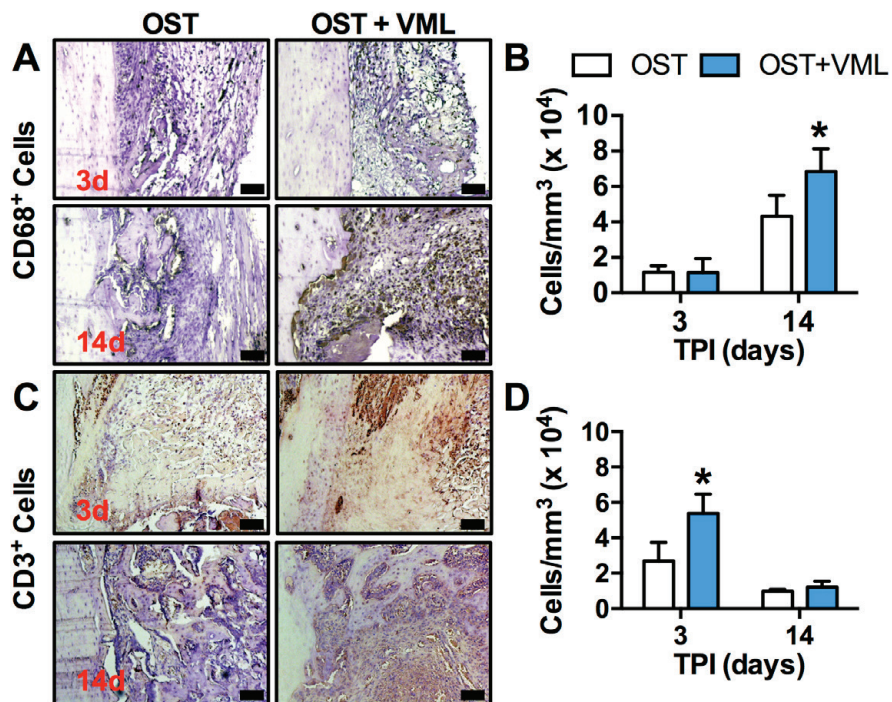 OST
OST + VML
A
CD68⁺ Cells
3d
14d
B
OST
OST+VML
Cells/mm³ (x 10⁴)
10
8
6
4
2
0
*
3
14
TPI (days)
C
CD3⁺ Cells
3d
14d
D
Cells/mm³ (x 10⁴)
10
8
6
4
2
0
*
3
14
TPI (days)